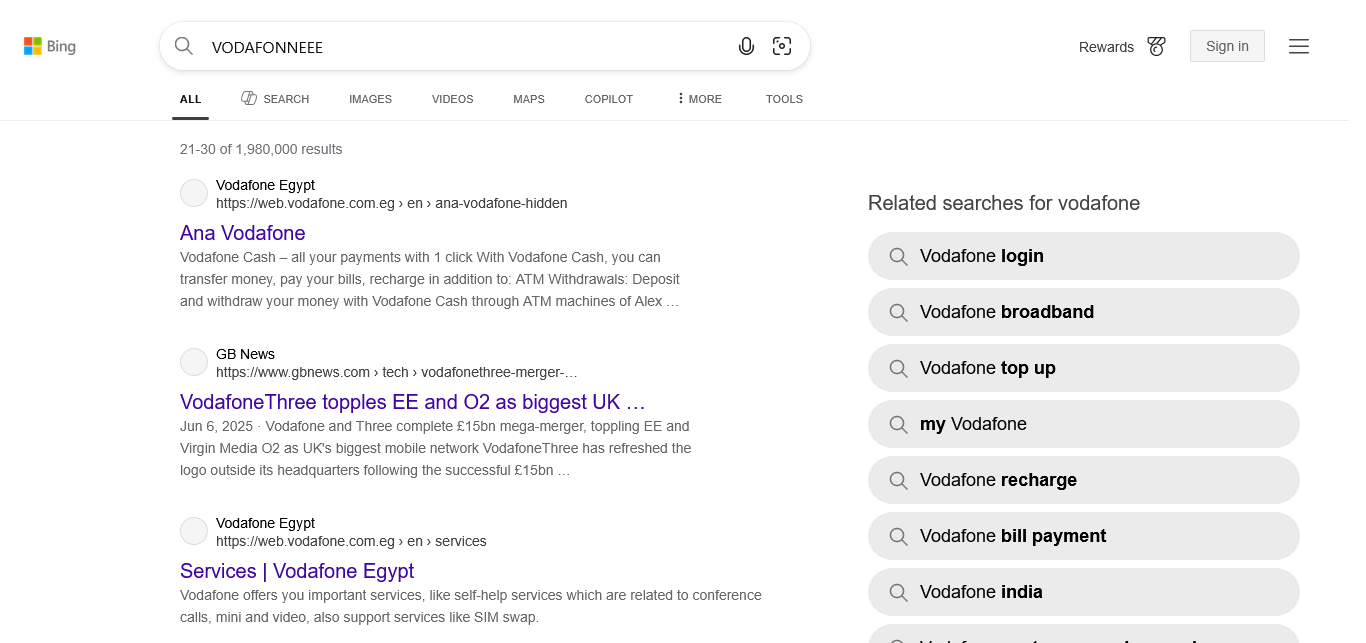 Bing
VODAFONNEEE
Rewards
Sign in
ALL
SEARCH
IMAGES
VIDEOS
MAPS
COPILOT
MORE
TOOLS
21-30 of 1,980,000 results
Vodafone Egypt
https://web.vodafone.com.eg › en › ana-vodafone-hidden
Ana Vodafone
Vodafone Cash – all your payments with 1 click With Vodafone Cash, you can
transfer money, pay your bills, recharge in addition to: ATM Withdrawals: Deposit
and withdraw your money with Vodafone Cash through ATM machines of Alex …
GB News
https://www.gbnews.com › tech › vodafonethree-merger-…
VodafoneThree topples EE and O2 as biggest UK …
Jun 6, 2025 · Vodafone and Three complete £15bn mega-merger, toppling EE and
Virgin Media O2 as UK's biggest mobile network VodafoneThree has refreshed the
logo outside its headquarters following the successful £15bn …
Vodafone Egypt
https://web.vodafone.com.eg › en › services
Services | Vodafone Egypt
Vodafone offers you important services, like self-help services which are related to conference
calls, mini and video, also support services like SIM swap.
Related searches for vodafone
Vodafone login
Vodafone broadband
Vodafone top up
my Vodafone
Vodafone recharge
Vodafone bill payment
Vodafone india